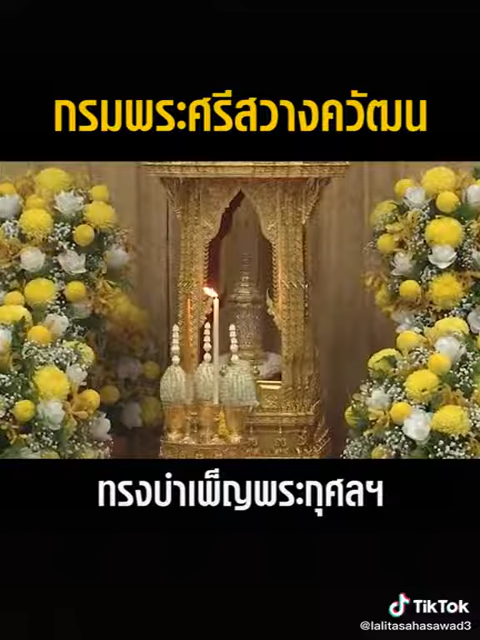 กรมพระศรีสวางควัฒน
ทรงบำเพ็ญพระกุศลฯ
TikTok
@lalitasahasawad3